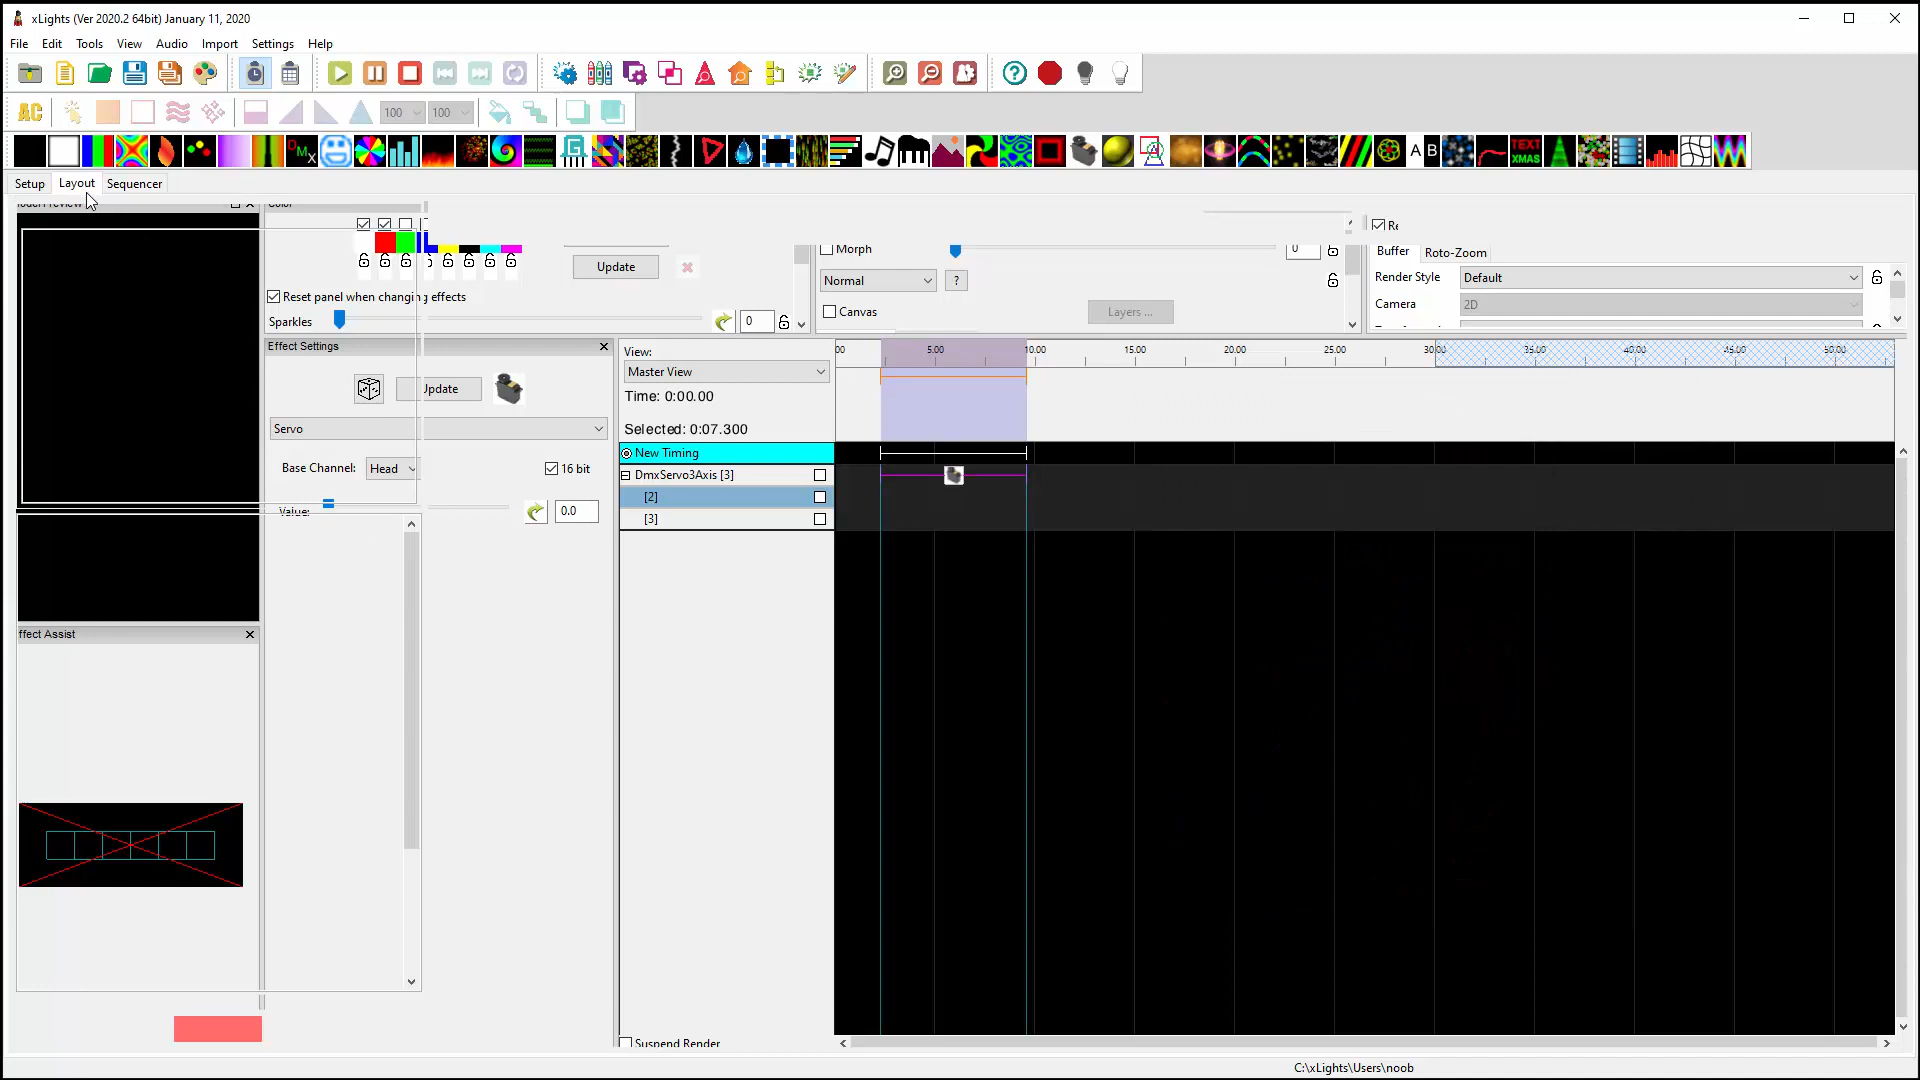 xLights (Ver 2020.2 64bit) January 11, 2020
File Edit Tools View Audio Import Settings Help
AC 100 100
DMX A B TEXT XMAS
Setup Layout Sequencer
Color
Re
Morph 0 Buffer Roto-Zoom
Update Normal ? Render Style Default
Reset panel when changing effects Canvas Layers ... Camera 2D
Sparkles 0
Effect Settings View: 00 5.00 10.00 15.00 20.00 25.00 30.00 35.00 40.00 45.00 50.00
Master View
Update Time: 0:00.00
Servo Selected: 0:07.300
New Timing
Base Channel: Head 16 bit DmxServo3Axis [3]
[2]
Value: 0.0 [3]
ffect Assist
Suspend Render
C:\xLights\Users\noob